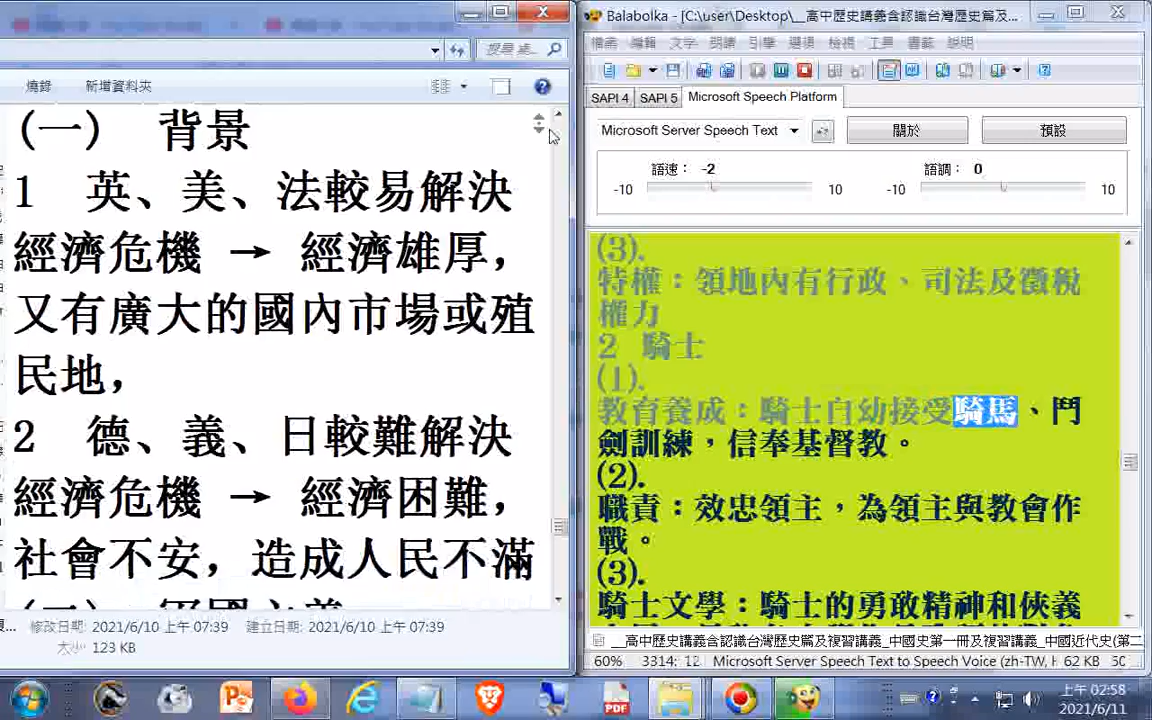 搜尋 桌...
燒錄 新增資料夾
(一) 背景
1 英、美、法較易解決
經濟危機 → 經濟雄厚，
又有廣大的國內市場或殖
民地，
2 德、義、日較難解決
經濟危機 → 經濟困難，
社會不安，造成人民不滿
修改日期: 2021/6/10 上午 07:39 建立日期: 2021/6/10 上午 07:39
大小: 123 KB
Balabolka - [C:\user\Desktop\__高中歷史講義含認識台灣歷史篇及...
檔案 編輯 文字 朗讀 引擎 選項 檢視 工具 書籤 說明
SAPI 4 SAPI 5 Microsoft Speech Platform
Microsoft Server Speech Text 關於 預設
語速： -2 語調： 0
-10 10 -10 10
(3).
特權：領地內有行政、司法及徵稅
權力
2 騎士
(1).
教育養成：騎士自幼接受騎馬、鬥
劍訓練，信奉基督教。
(2).
職責：效忠領主，為領主與教會作
戰。
(3).
騎士文學：騎士的勇敢精神和俠義
__高中歷史講義含認識台灣歷史篇及複習講義_中國史第一冊及複習講義_中國近代史(第二
60% 3314: 12 Microsoft Server Speech Text to Speech Voice (zh-TW, H 62 KB 50
上午 02:58
2021/6/11